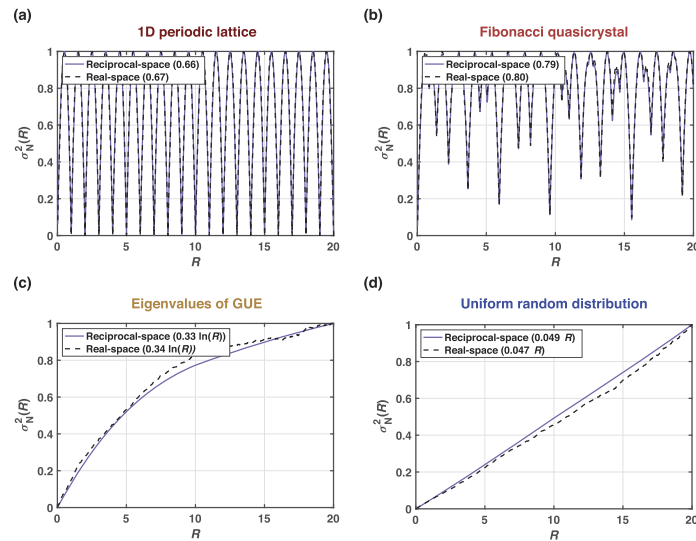 (a)
1D periodic lattice
1
0.8
0.6
0.4
0.2
0
σ²N(R)
Reciprocal-space (0.66)
Real-space (0.67)
0 5 10 15 20
R
(b)
Fibonacci quasicrystal
1
0.8
0.6
0.4
0.2
0
σ²N(R)
Reciprocal-space (0.79)
Real-space (0.80)
0 5 10 15 20
R
(c)
Eigenvalues of GUE
1
0.8
0.6
0.4
0.2
0
σ²N(R)
Reciprocal-space (0.33 ln(R))
Real-space (0.34 ln(R))
0 5 10 15 20
R
(d)
Uniform random distribution
1
0.8
0.6
0.4
0.2
0
σ²N(R)
Reciprocal-space (0.049 R)
Real-space (0.047 R)
0 5 10 15 20
R